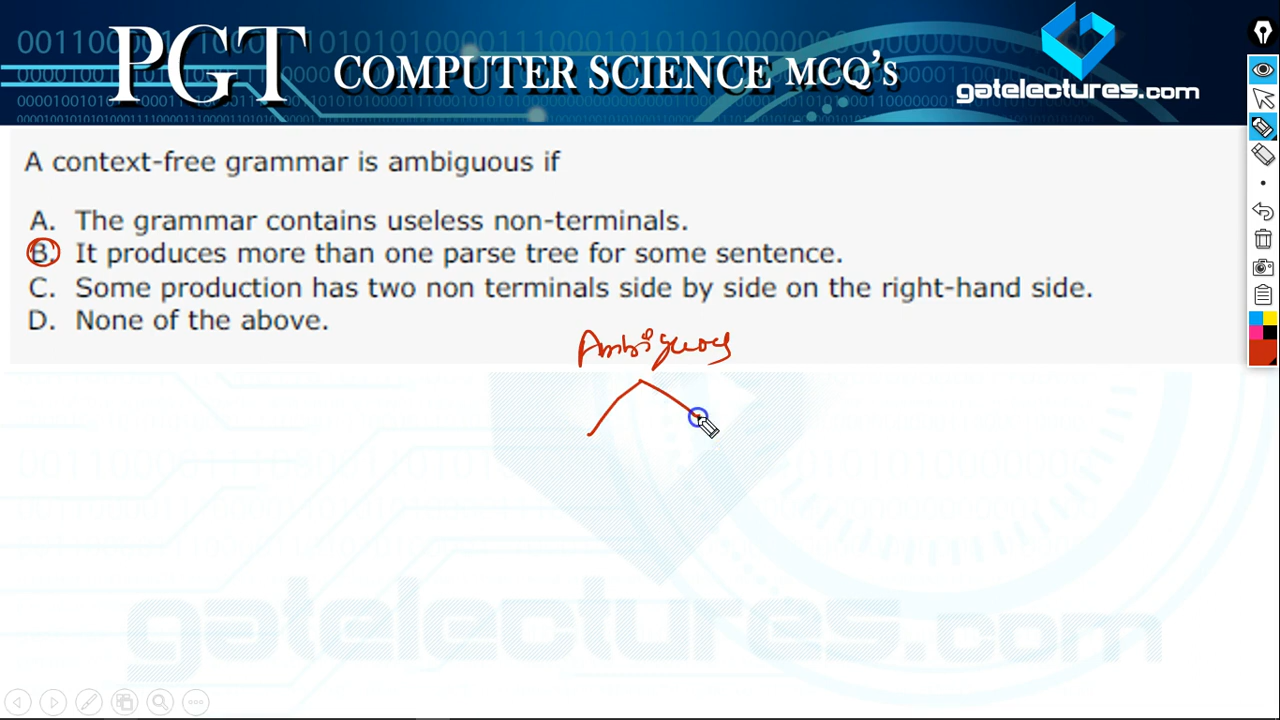 PGT COMPUTER SCIENCE MCQ's
gatelectures.com
A context-free grammar is ambiguous if
A. The grammar contains useless non-terminals.
B. It produces more than one parse tree for some sentence.
C. Some production has two non terminals side by side on the right-hand side.
D. None of the above.
Ambiguous
gatelectures.com